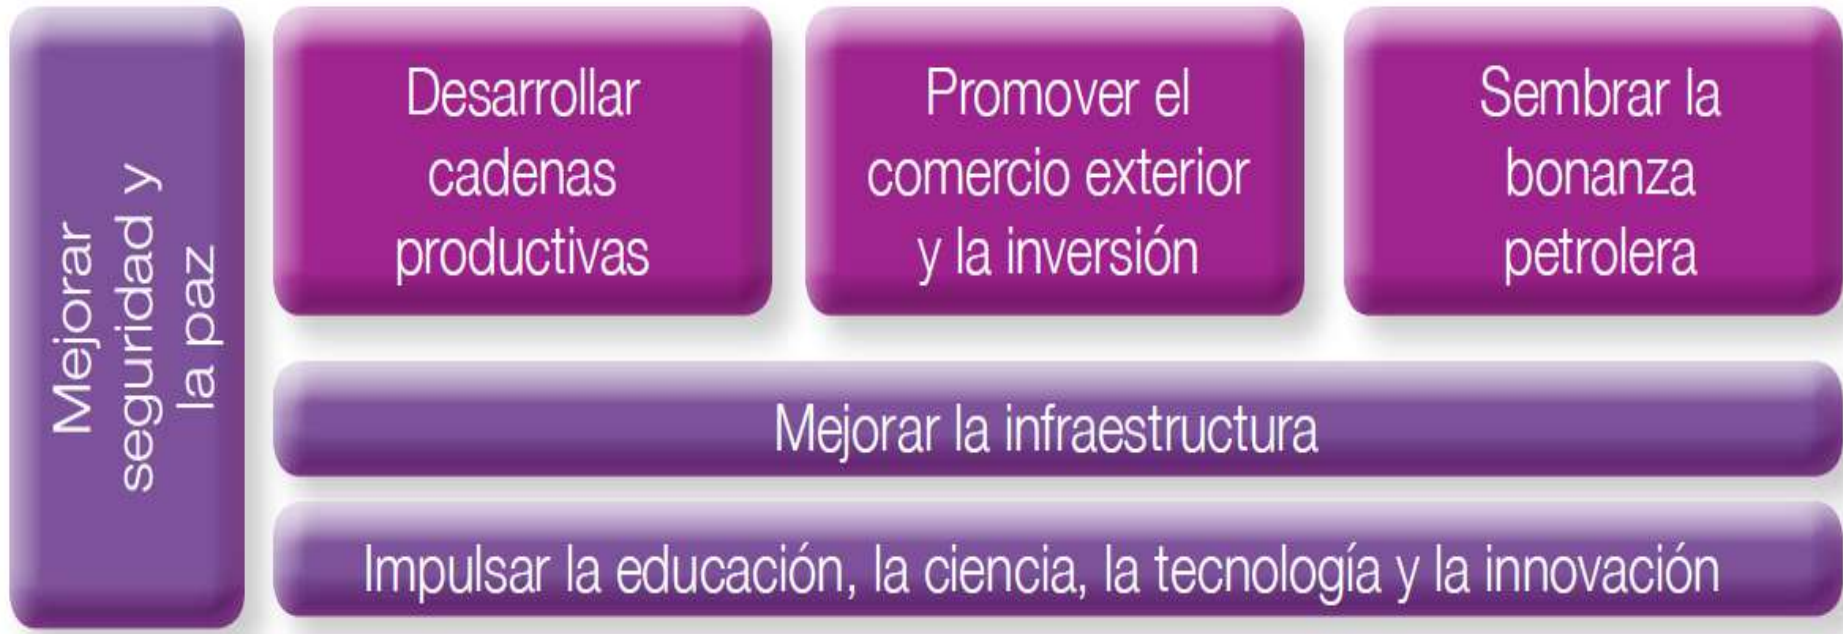 Mejorar
seguridad y
la paz
Desarrollar
cadenas
productivas
Promover el
comercio exterior
y la inversión
Sembrar la
bonanza
petrolera
Mejorar la infraestructura
Impulsar la educación, la ciencia, la tecnología y la innovación